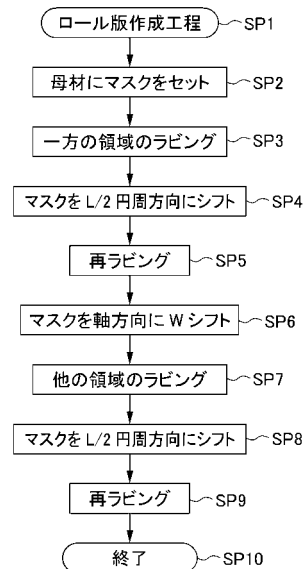 ロール版作成工程 SP1
母材にマスクをセット SP2
一方の領域のラビング SP3
マスクを L/2 円周方向にシフト SP4
再ラビング SP5
マスクを軸方向に W シフト SP6
他の領域のラビング SP7
マスクを L/2 円周方向にシフト SP8
再ラビング SP9
終了 SP10